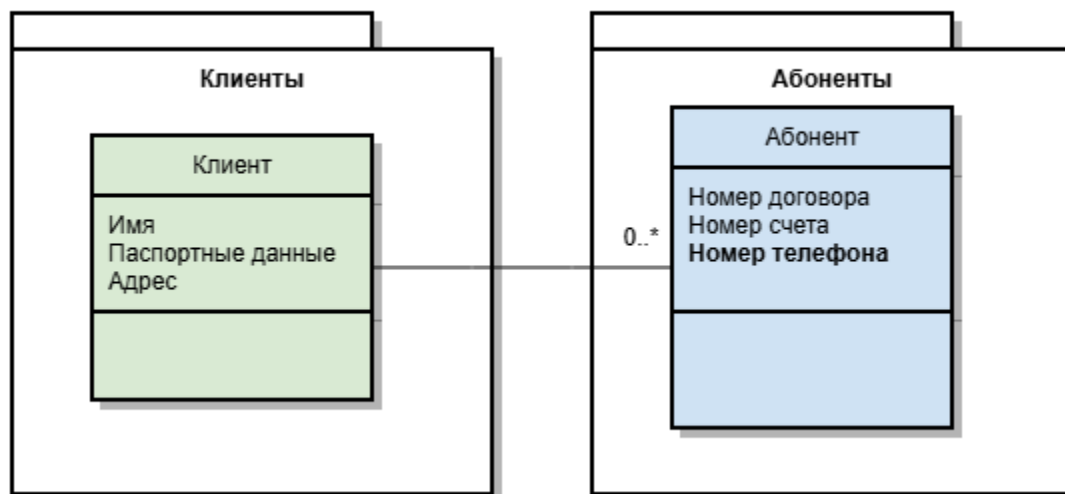 Клиенты
Клиент
Имя
Паспортные данные
Адрес
0..*
Абоненты
Абонент
Номер договора
Номер счета
Номер телефона